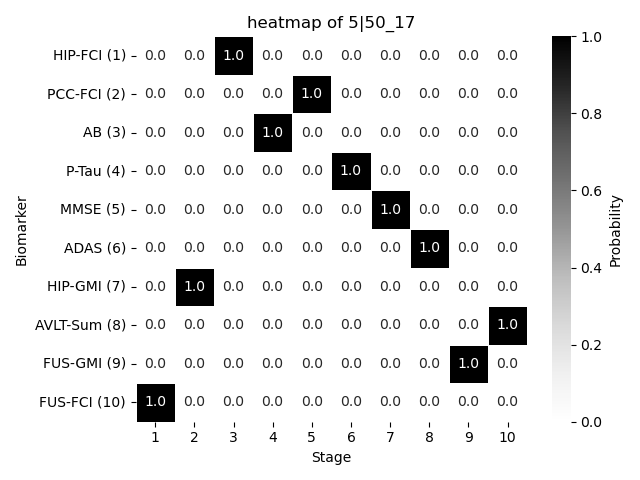 heatmap of 5|50_17
HIP-FCI (1) 0.0 0.0 1.0 0.0 0.0 0.0 0.0 0.0 0.0 0.0
PCC-FCI (2) 0.0 0.0 0.0 0.0 1.0 0.0 0.0 0.0 0.0 0.0
AB (3) 0.0 0.0 0.0 1.0 0.0 0.0 0.0 0.0 0.0 0.0
P-Tau (4) 0.0 0.0 0.0 0.0 0.0 1.0 0.0 0.0 0.0 0.0
MMSE (5) 0.0 0.0 0.0 0.0 0.0 0.0 1.0 0.0 0.0 0.0
ADAS (6) 0.0 0.0 0.0 0.0 0.0 0.0 0.0 1.0 0.0 0.0
HIP-GMI (7) 0.0 1.0 0.0 0.0 0.0 0.0 0.0 0.0 0.0 0.0
AVLT-Sum (8) 0.0 0.0 0.0 0.0 0.0 0.0 0.0 0.0 0.0 1.0
FUS-GMI (9) 0.0 0.0 0.0 0.0 0.0 0.0 0.0 0.0 1.0 0.0
FUS-FCI (10) 1.0 0.0 0.0 0.0 0.0 0.0 0.0 0.0 0.0 0.0
1 2 3 4 5 6 7 8 9 10
Stage
Biomarker
1.0
0.8
0.6
0.4
0.2
0.0
Probability